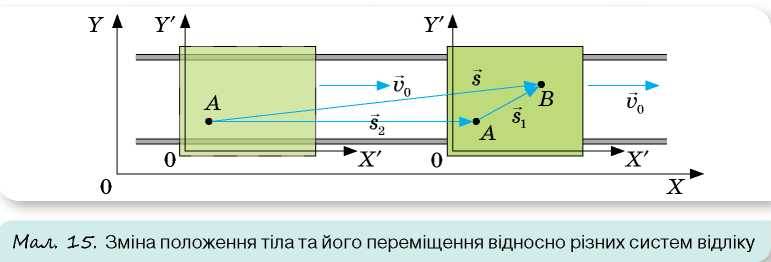 Y Y′ Y′
A s⃗ B v⃗₀ v⃗₀
s⃗₂ A s⃗₁
0 X′ 0 X′
0 X
Мал. 15. Зміна положення тіла та його переміщення відносно різних систем відліку